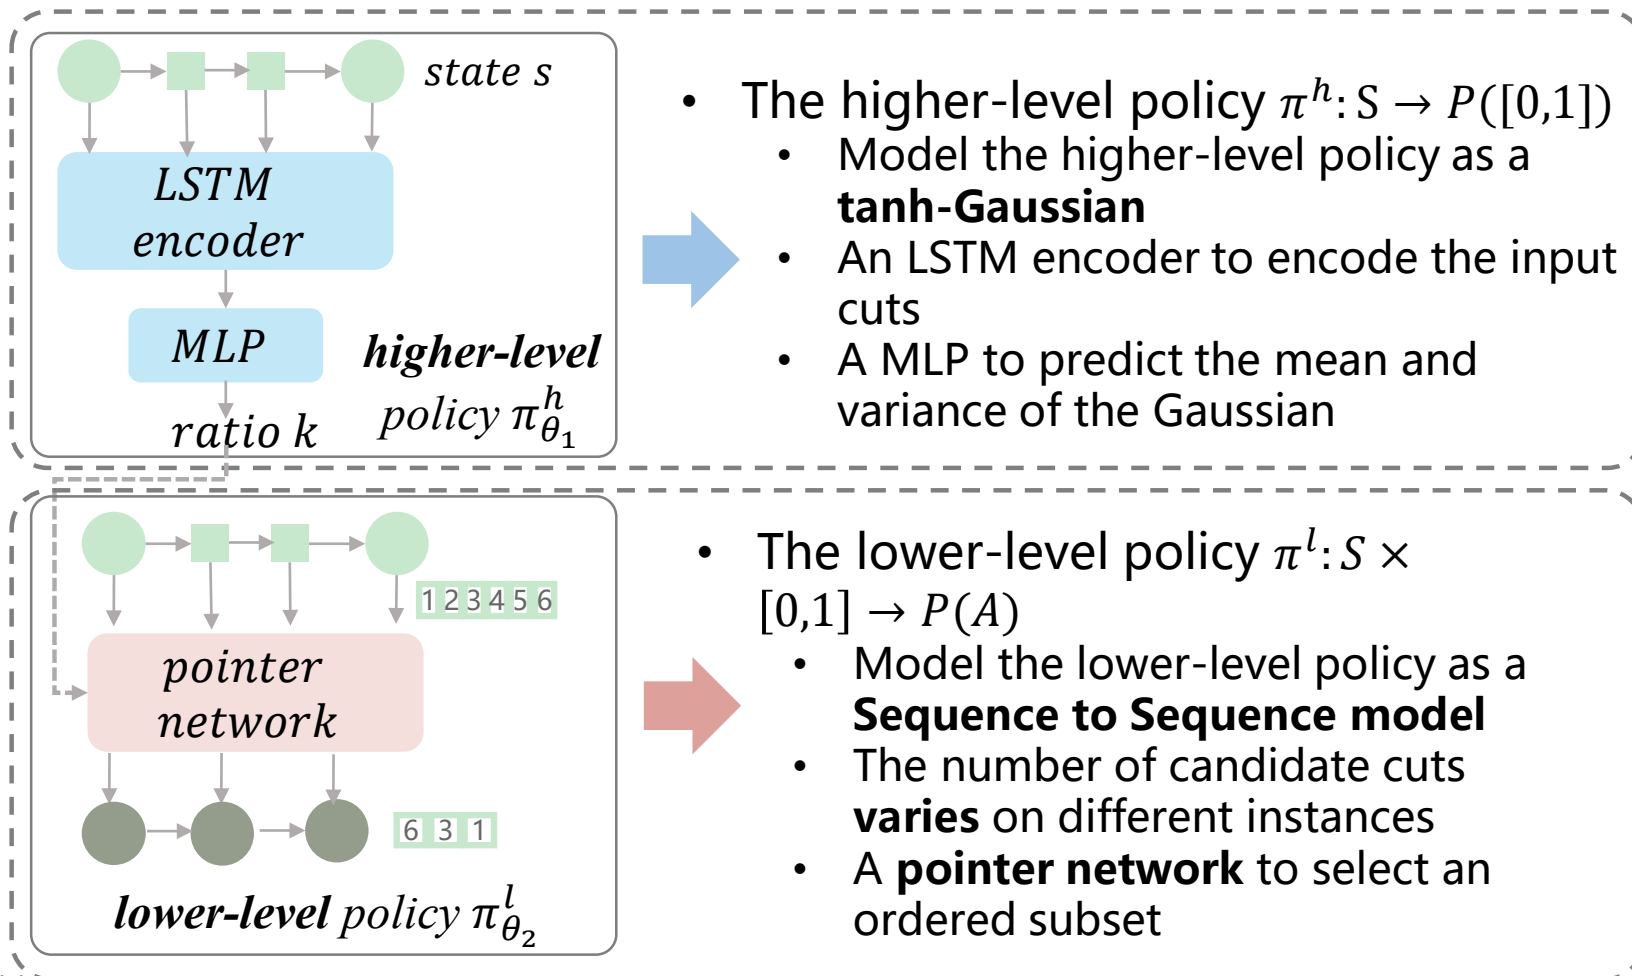 state s
LSTM
encoder
MLP
higher-level
policy π^h_{θ_1}
ratio k
• The higher-level policy π^h: S → P([0,1])
• Model the higher-level policy as a
tanh-Gaussian
• An LSTM encoder to encode the input
cuts
• A MLP to predict the mean and
variance of the Gaussian
1 2 3 4 5 6
pointer
network
6 3 1
lower-level policy π^l_{θ_2}
• The lower-level policy π^l: S ×
[0,1] → P(A)
• Model the lower-level policy as a
Sequence to Sequence model
• The number of candidate cuts
varies on different instances
• A pointer network to select an
ordered subset